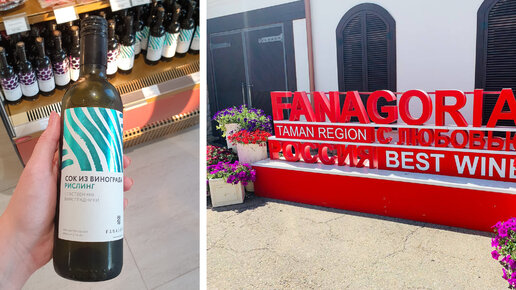 СОК ИЗ ВИНОГРАДА
РИСЛИНГ
FANAGORIA
TAMAN REGION С ЛЮБОВЬЮ
РОССИЯ BEST WINE